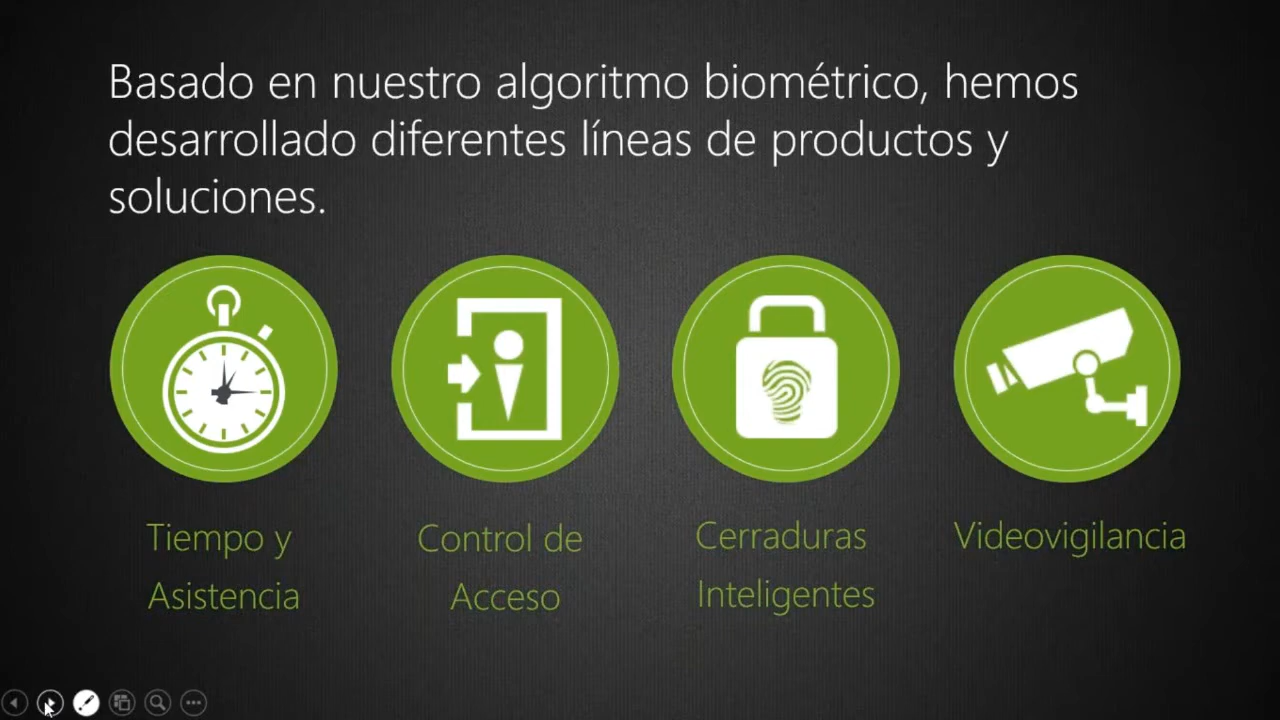 Basado en nuestro algoritmo biométrico, hemos
desarrollado diferentes líneas de productos y
soluciones.
Tiempo y
Asistencia
Control de
Acceso
Cerraduras
Inteligentes
Videovigilancia